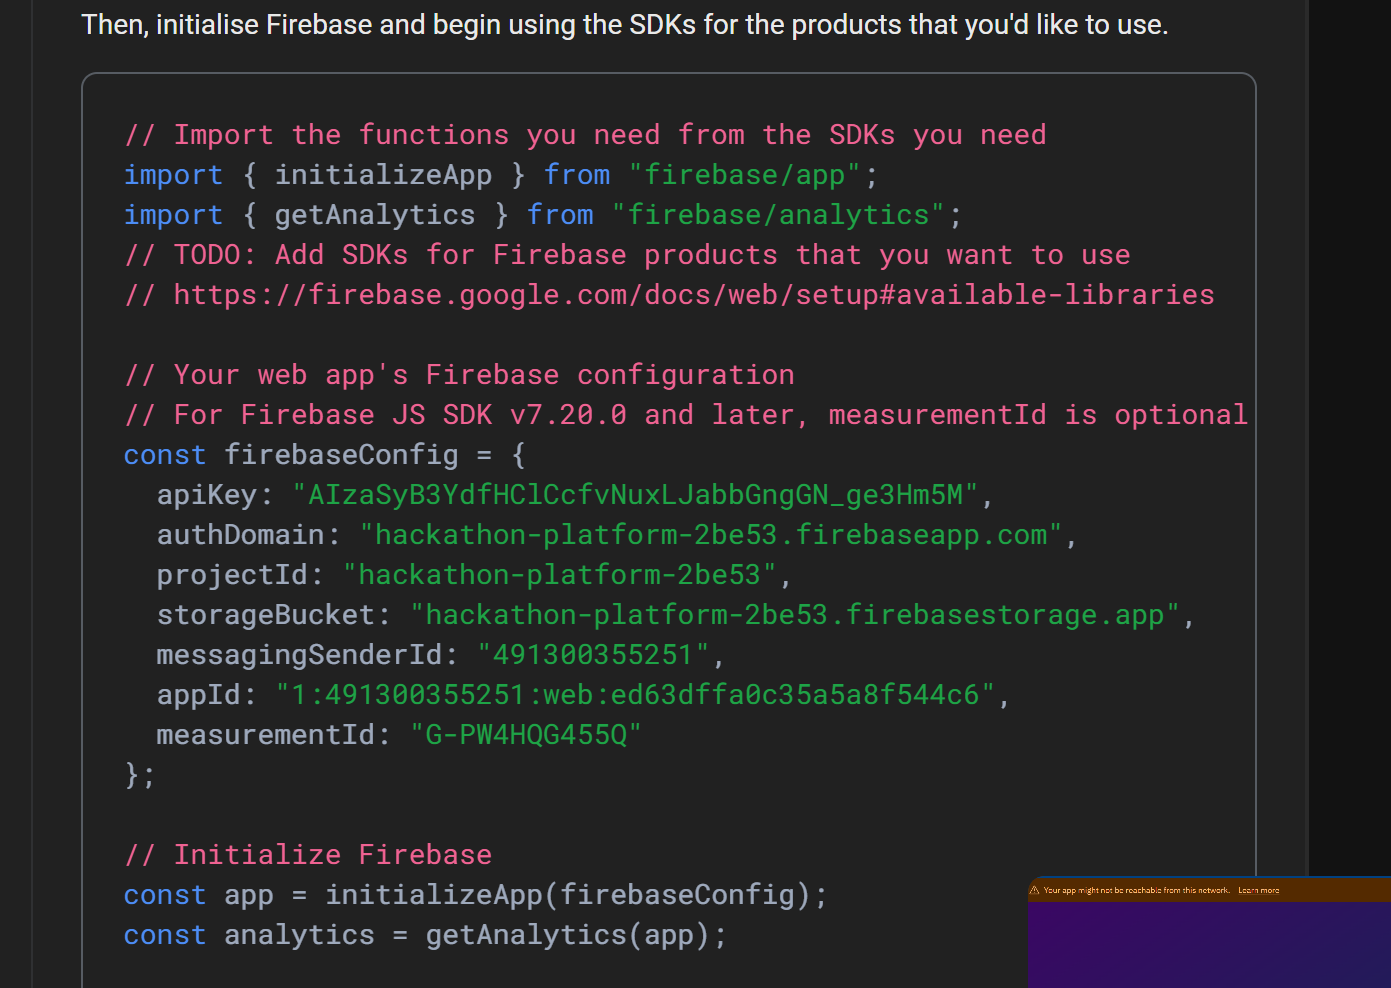 Then, initialise Firebase and begin using the SDKs for the products that you'd like to use.
// Import the functions you need from the SDKs you need
import { initializeApp } from "firebase/app";
import { getAnalytics } from "firebase/analytics";
// TODO: Add SDKs for Firebase products that you want to use
// https://firebase.google.com/docs/web/setup#available-libraries
// Your web app's Firebase configuration
// For Firebase JS SDK v7.20.0 and later, measurementId is optional
const firebaseConfig = {
apiKey: "AIzaSyB3YdfHClCcfvNuxLJabbGngGN_ge3Hm5M",
authDomain: "hackathon-platform-2be53.firebaseapp.com",
projectId: "hackathon-platform-2be53",
storageBucket: "hackathon-platform-2be53.firebasestorage.app",
messagingSenderId: "491300355251",
appId: "1:491300355251:web:ed63dffa0c35a5a8f544c6",
measurementId: "G-PW4HQG455Q"
};
// Initialize Firebase
const app = initializeApp(firebaseConfig);
const analytics = getAnalytics(app);
Your app might not be reachable from this network. Learn more